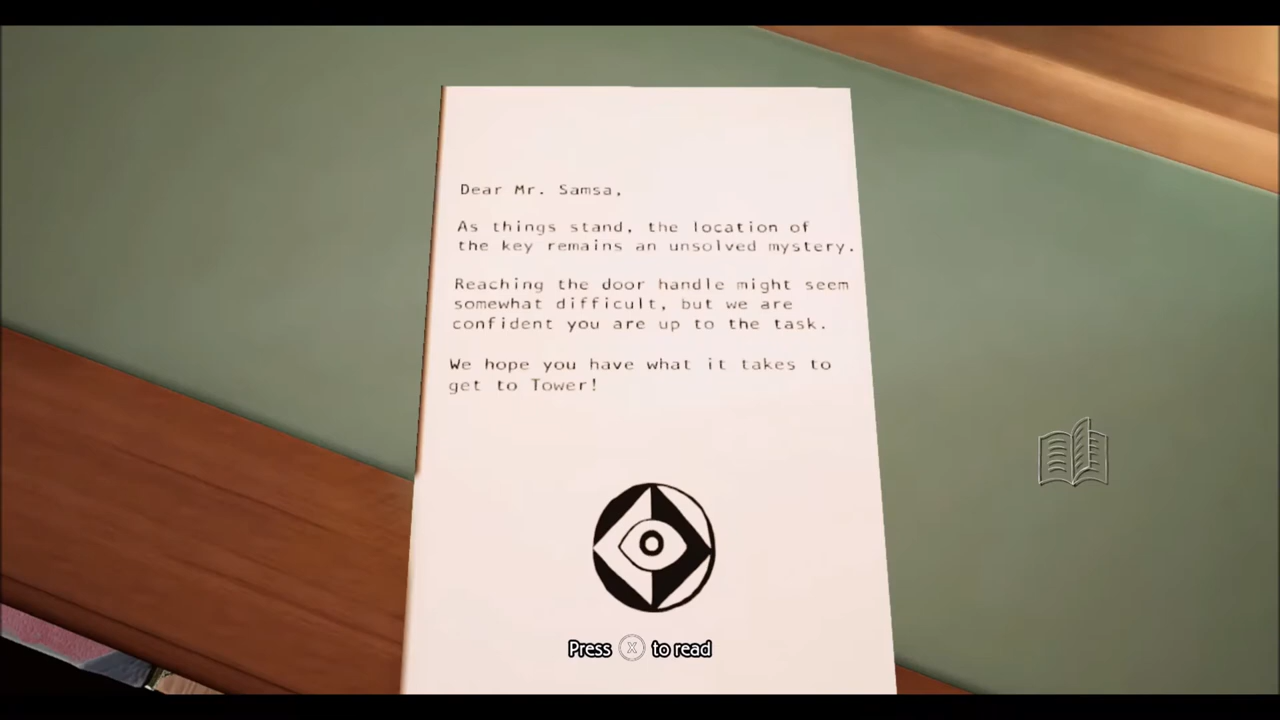 Dear Mr. Samsa,
As things stand, the location of
the key remains an unsolved mystery.
Reaching the door handle might seem
somewhat difficult, but we are
confident you are up to the task.
We hope you have what it takes to
get to Tower!
Press X to read